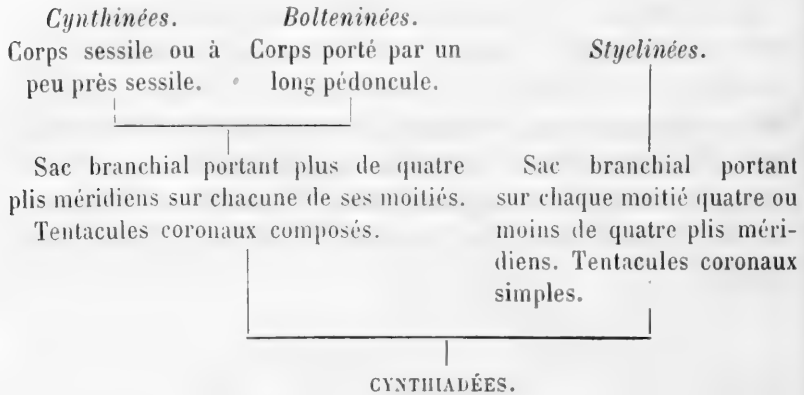 Cynthinées.
Corps sessile ou à
peu près sessile.
Bolteninées.
Corps porté par un
long pédoncule.
Styelinées.
Sac branchial portant plus de quatre
plis méridiens sur chacune de ses moitiés.
Tentacules coronaux composés.
Sac branchial portant
sur chaque moitié quatre ou
moins de quatre plis méri-
diens. Tentacules coronaux
simples.
CYNTHIADÉES.